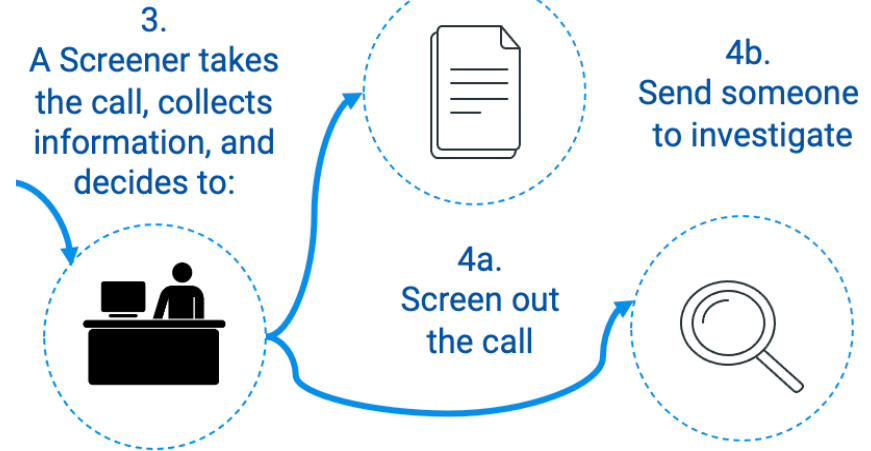 3.
A Screener takes
the call, collects
information, and
decides to:
4a.
Screen out
the call
4b.
Send someone
to investigate